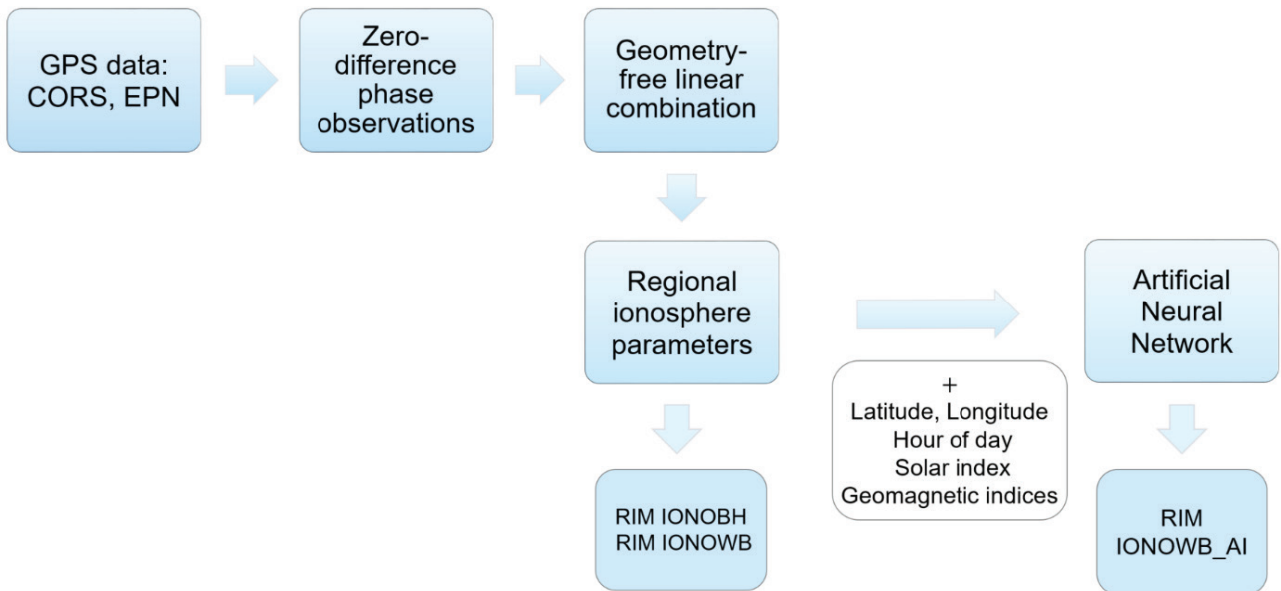 GPS data:
CORS, EPN
Zero-
difference
phase
observations
Geometry-
free linear
combination
Regional
ionosphere
parameters
+
Latitude, Longitude
Hour of day
Solar index
Geomagnetic indices
Artificial
Neural
Network
RIM IONOBH
RIM IONOWB
RIM
IONOWB_AI